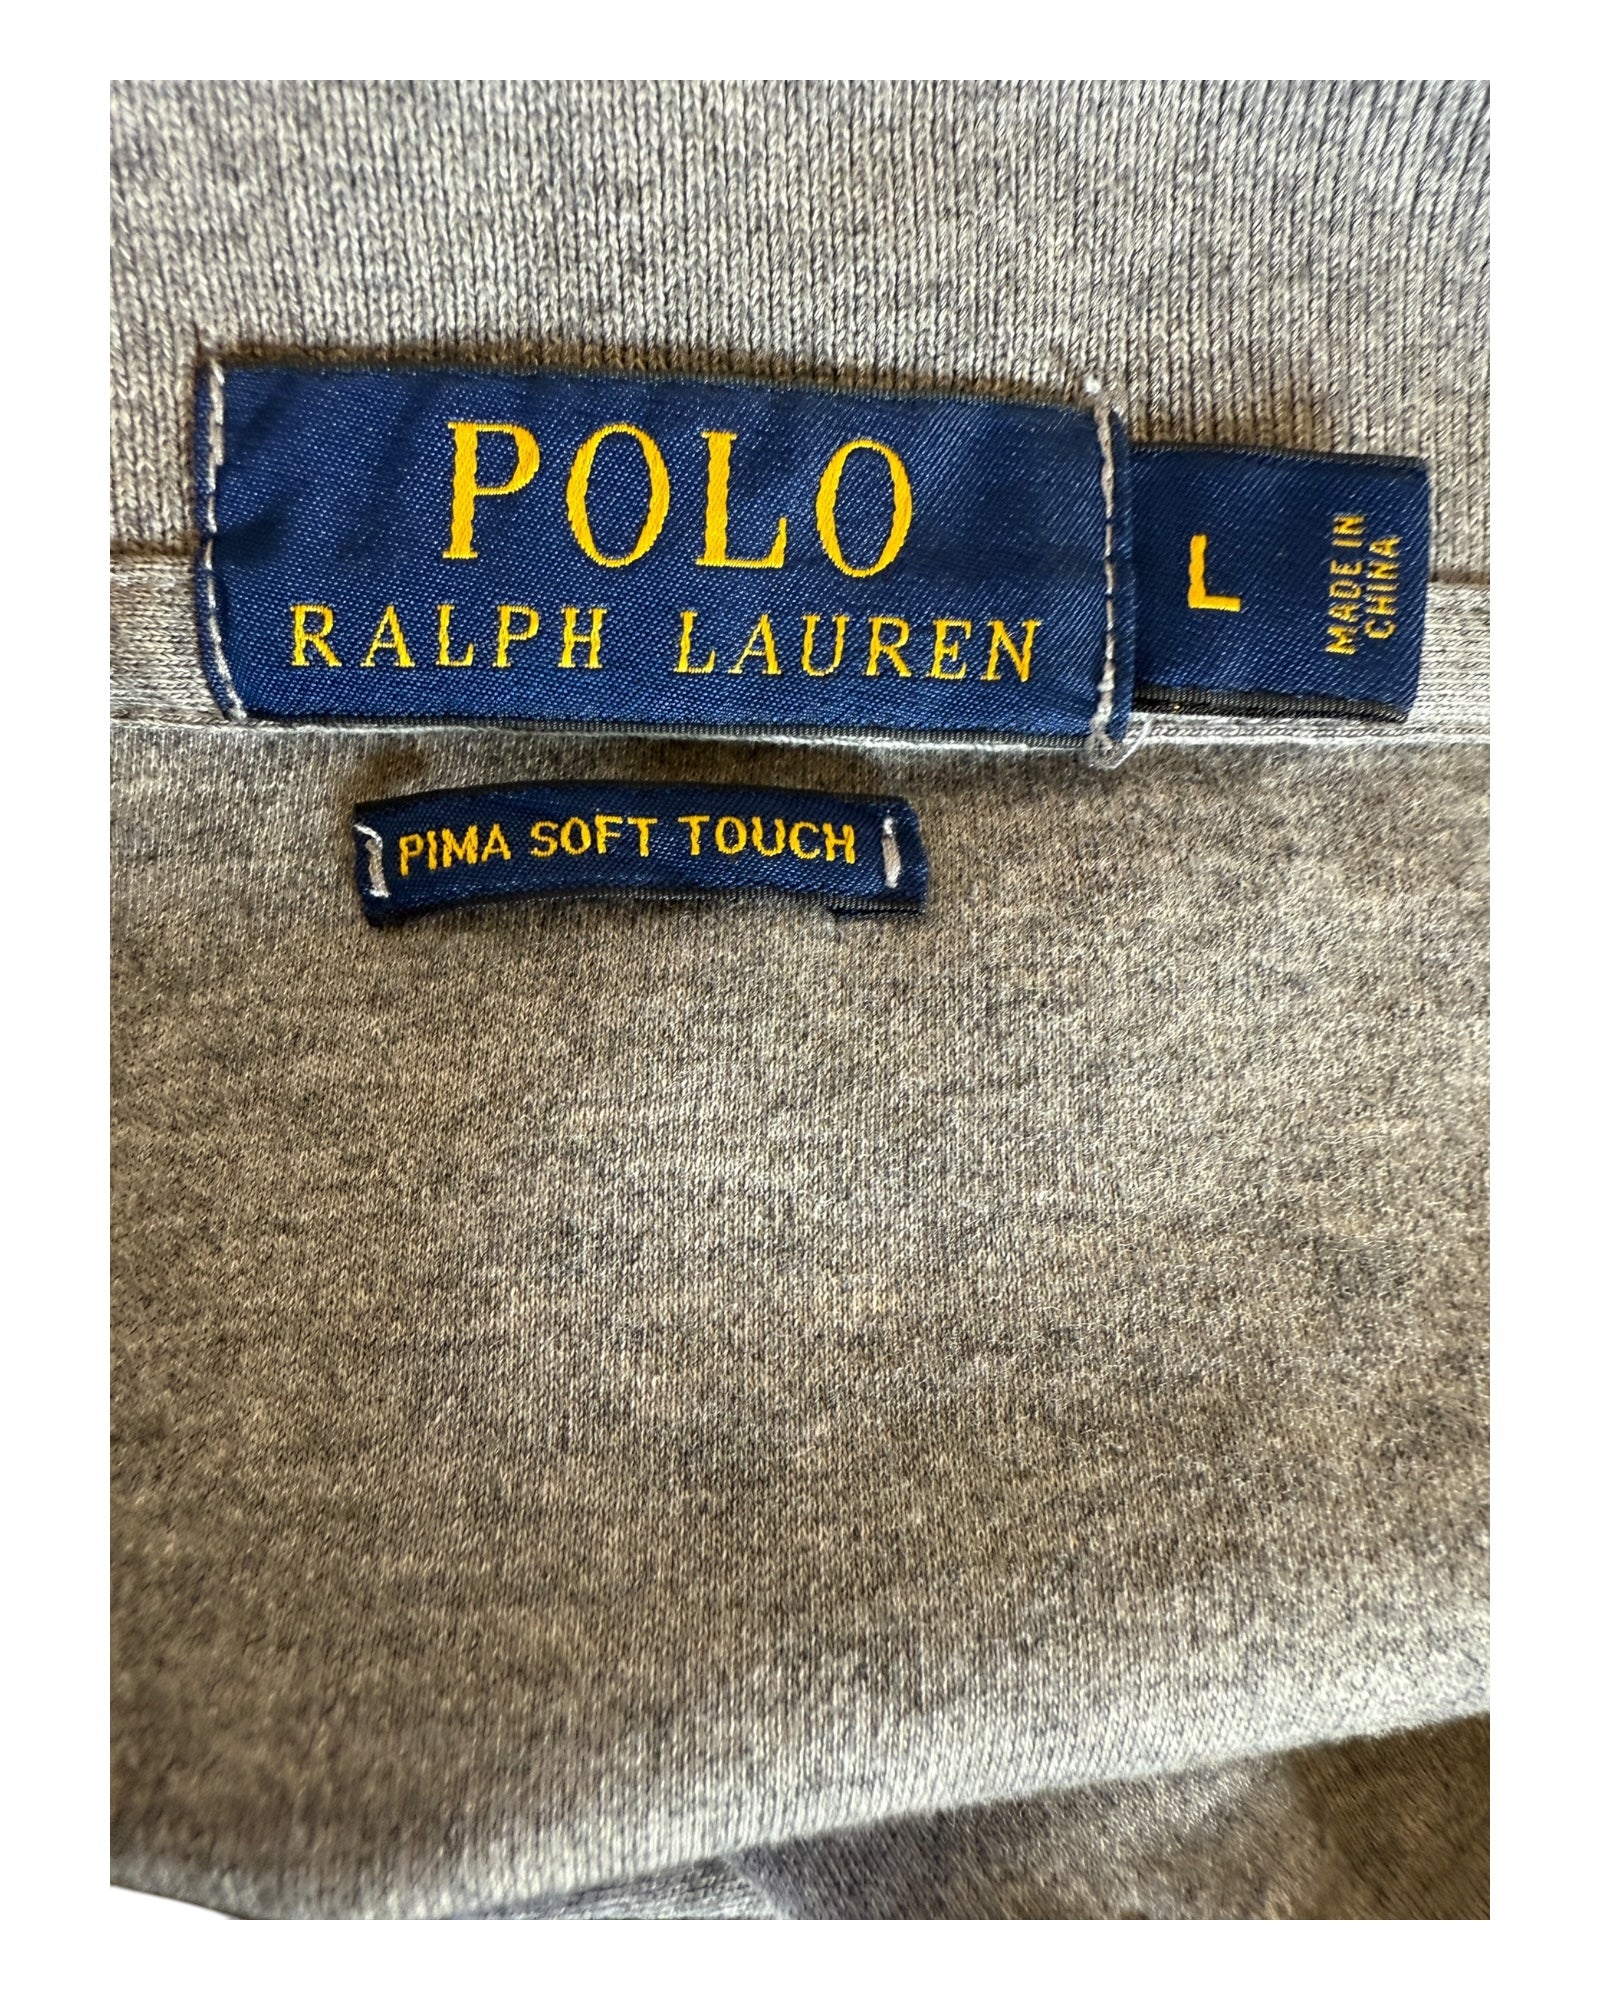 POLO
RALPH LAUREN
L
MADE IN
CHINA
PIMA SOFT TOUCH